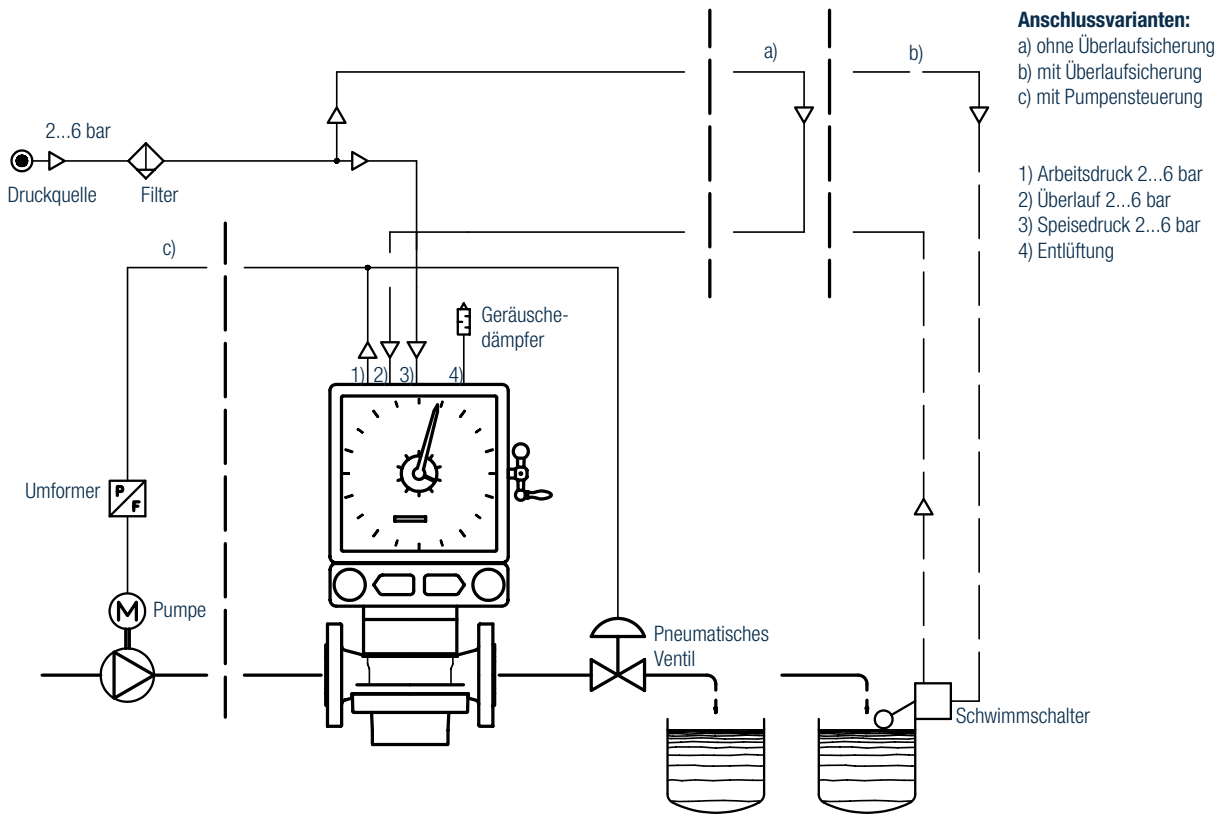 Anschlussvarianten:
a) ohne Überlaufsicherung
b) mit Überlaufsicherung
c) mit Pumpensteuerung
a)
b)
2...6 bar
Druckquelle
Filter
1) Arbeitsdruck 2...6 bar
2) Überlauf 2...6 bar
3) Speisedruck 2...6 bar
4) Entlüftung
c)
Geräusche-
dämpfer
1)
2)
3)
4)
Umformer
P
F
M
Pumpe
Pneumatisches
Ventil
Schwimmschalter